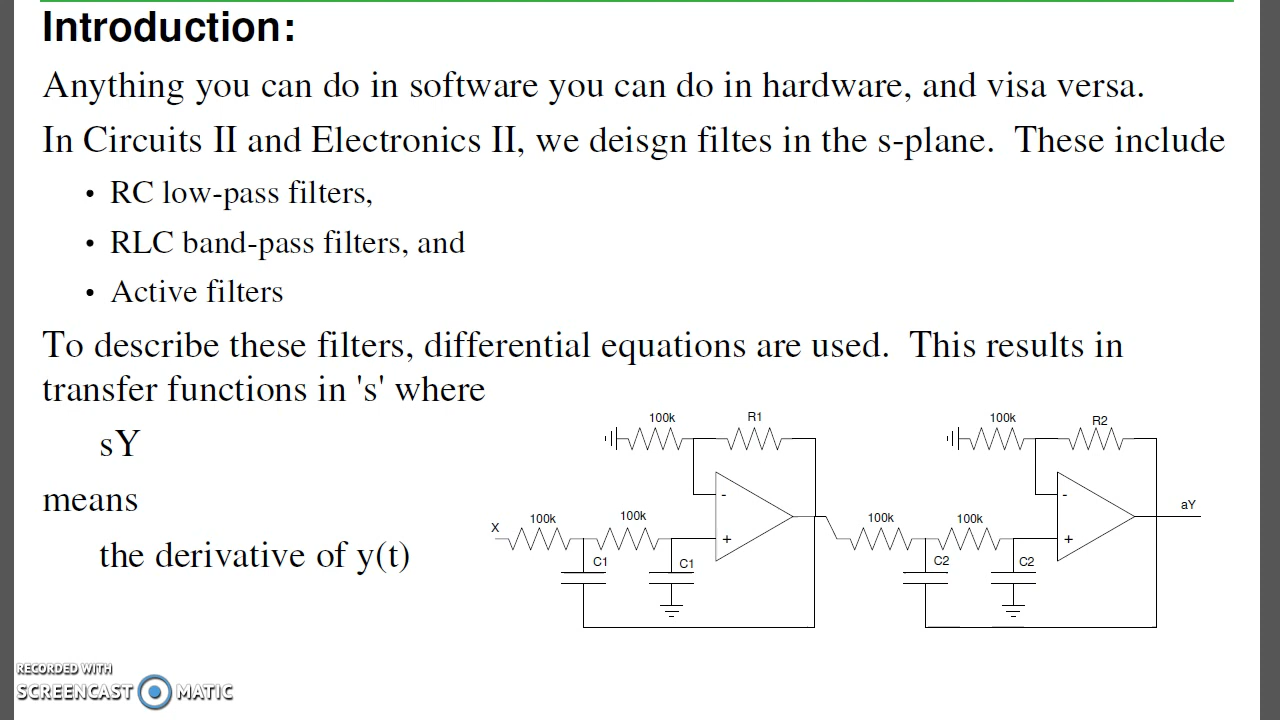 Introduction:
Anything you can do in software you can do in hardware, and visa versa.
In Circuits II and Electronics II, we deisgn filtes in the s-plane. These include
• RC low-pass filters,
• RLC band-pass filters, and
• Active filters
To describe these filters, differential equations are used. This results in
transfer functions in 's' where
sY
means
the derivative of y(t)
100k R1 100k R2
- -
X 100k 100k + 100k 100k + aY
C1 C1 C2 C2
RECORDED WITH
SCREENCAST MATIC